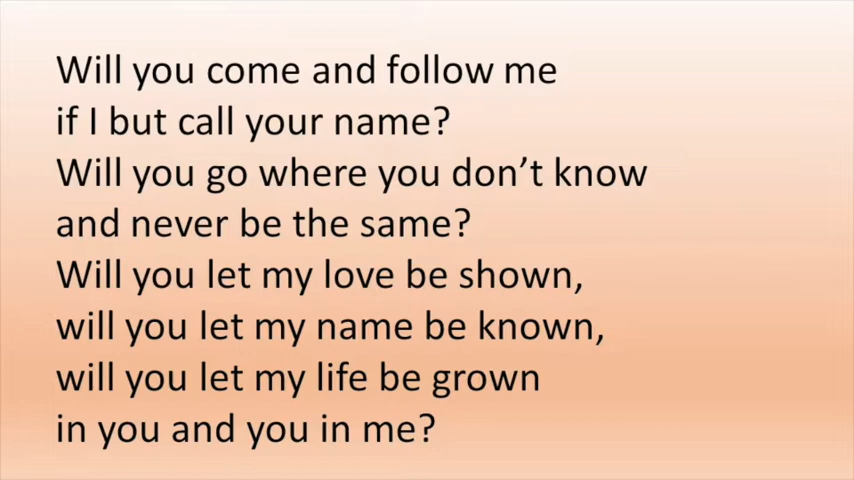 Will you come and follow me
if I but call your name?
Will you go where you don’t know
and never be the same?
Will you let my love be shown,
will you let my name be known,
will you let my life be grown
in you and you in me?